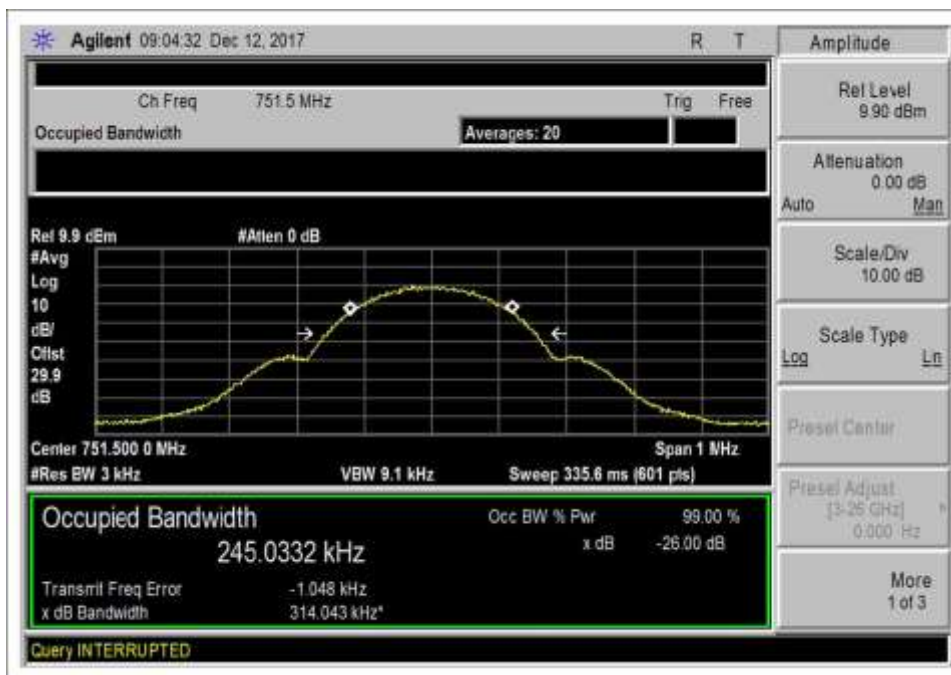 Agilent 09:04:32 Dec 12, 2017 R T
Ch Freq 751.5 MHz Trig Free
Occupied Bandwidth Averages: 20
Ref 9.9 dBm #Atten 0 dB
#Avg
Log
10
dB/
Offst
29.9
dB
Center 751.500 0 MHz Span 1 MHz
#Res BW 3 kHz VBW 9.1 kHz Sweep 335.6 ms (601 pts)
Occupied Bandwidth Occ BW % Pwr 99.00 %
245.0332 kHz x dB -26.00 dB
Transmit Freq Error -1.048 kHz
x dB Bandwidth 314.043 kHz*
Query INTERRUPTED
Amplitude
Ref Level
9.90 dBm
Attenuation
0.00 dB
Auto Man
Scale/Div
10.00 dB
Scale Type
Log Lin
Presel Center
Presel Adjust
[3-26 GHz]
0.000 Hz
More
1 of 3